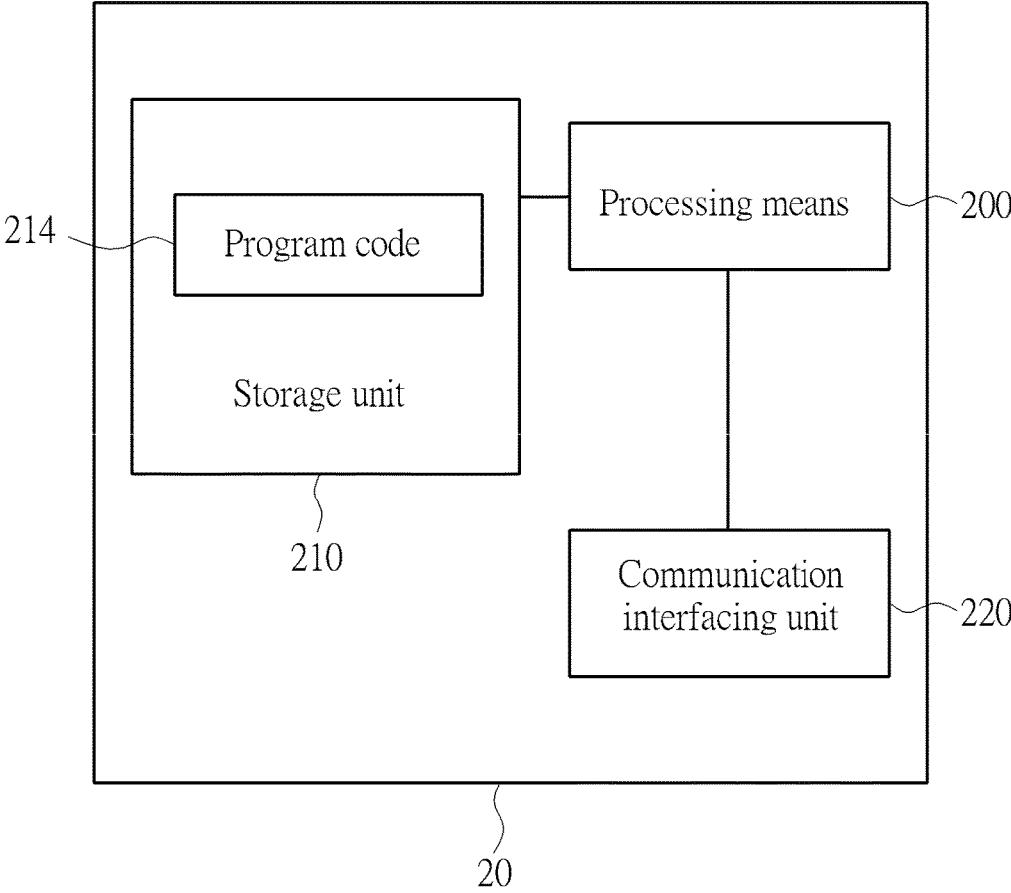 Processing means
200
214
Program code
Storage unit
210
Communication
interfacing unit
220
20